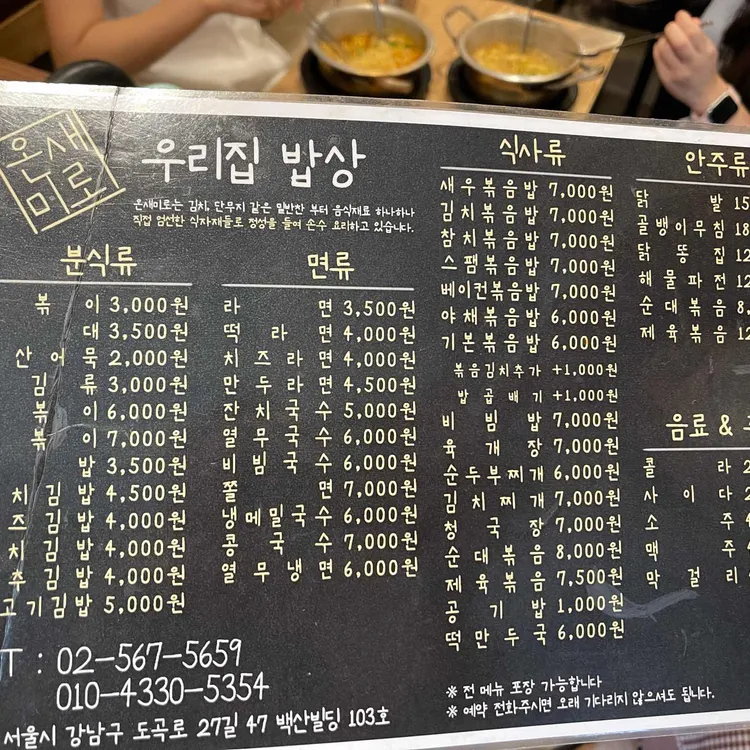 온새
미로
우리집 밥상
온새미로는 김치, 단무지 같은 밑반찬 부터 음식재료 하나하나
직접 엄선한 식자재들로 정성을 들여 손수 요리하고 있습니다.
분식류
볶 이 3,000원
대 3,500원
산 어 묵 2,000원
김 류 3,000원
볶 이 6,000원
볶 이 7,000원
밥 3,500원
치 김 밥 4,500원
즈 김 밥 4,000원
치 김 밥 4,000원
추 김 밥 4,000원
고기김밥 5,000원
면류
라 면 3,500원
떡 라 면 4,000원
치 즈 라 면 4,000원
만 두 라 면 4,500원
잔 치 국 수 5,000원
열 무 국 수 6,000원
비 빔 국 수 6,000원
쫄 면 7,000원
냉메밀국수 6,000원
콩 국 수 7,000원
열 무 냉 면 6,000원
식사류
새우볶음밥 7,000원
김치볶음밥 7,000원
참치볶음밥 7,000원
스팸볶음밥 7,000원
베이컨볶음밥 7,000원
야채볶음밥 6,000원
기본볶음밥 6,000원
볶음김치추가 +1,000원
밥 곱 배 기 +1,000원
비 빔 밥 7,000원
육 개 장 7,000원
순두부찌개 6,000원
김 치 찌 개 7,000원
청 국 장 7,000원
순 대 볶 음 8,000원
제 육 볶 음 7,500원
공 기 밥 1,000원
떡 만 두 국 6,000원
안주류
닭 발 15
골뱅이무침 18
닭 똥 집 12
해 물 파 전 12
순 대 볶 음 8,
제 육 볶 음 12
음료 &
콜 라 2
사 이 다 2
소 주
맥 주
막 걸 리
T : 02-567-5659
010-4330-5354
서울시 강남구 도곡로 27길 47 백산빌딩 103호
※ 전 메뉴 포장 가능합니다
※ 예약 전화주시면 오래 기다리지 않으셔도 됩니다.